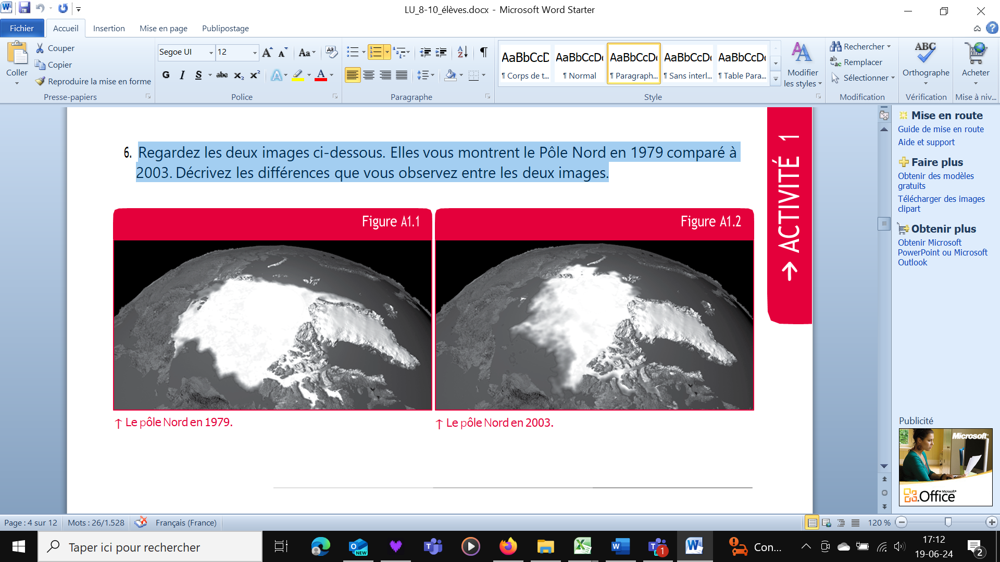 LU_8-10_élèves.docx - Microsoft Word Starter
Fichier
Accueil
Insertion
Mise en page
Publipostage
Coller
Couper
Copier
Reproduire la mise en forme
Presse-papiers
Segoe UI
12
Aa
G I S abc x₂ x²
A
Police
Paragraphe
AaBbCcD
¶ Corps de t...
AaBbCcDc
¶ Normal
AaBbCcDc
¶ Paragraph...
AaBbCcDc
¶ Sans interl...
AaBbCcDc
¶ Table Para...
Style
Modifier
les styles
Rechercher
Remplacer
Sélectionner
Modification
ABC
Orthographe
Vérification
Acheter
Mise à niv...
6. Regardez les deux images ci-dessous. Elles vous montrent le Pôle Nord en 1979 comparé à
2003. Décrivez les différences que vous observez entre les deux images.
Figure A1.1
Figure A1.2
↑ Le pôle Nord en 1979.
↑ Le pôle Nord en 2003.
→ ACTIVITÉ 1
Mise en route
Guide de mise en route
Aide et support
Faire plus
Obtenir des modèles
gratuits
Télécharger des images
clipart
Obtenir plus
Obtenir Microsoft
PowerPoint ou Microsoft
Outlook
Publicité
Microsoft
Microsoft
Office
Page : 4 sur 12
Mots : 26/1.528
Français (France)
120 %
Taper ici pour rechercher
NEW
1
Con...
17:12
19-06-24
2